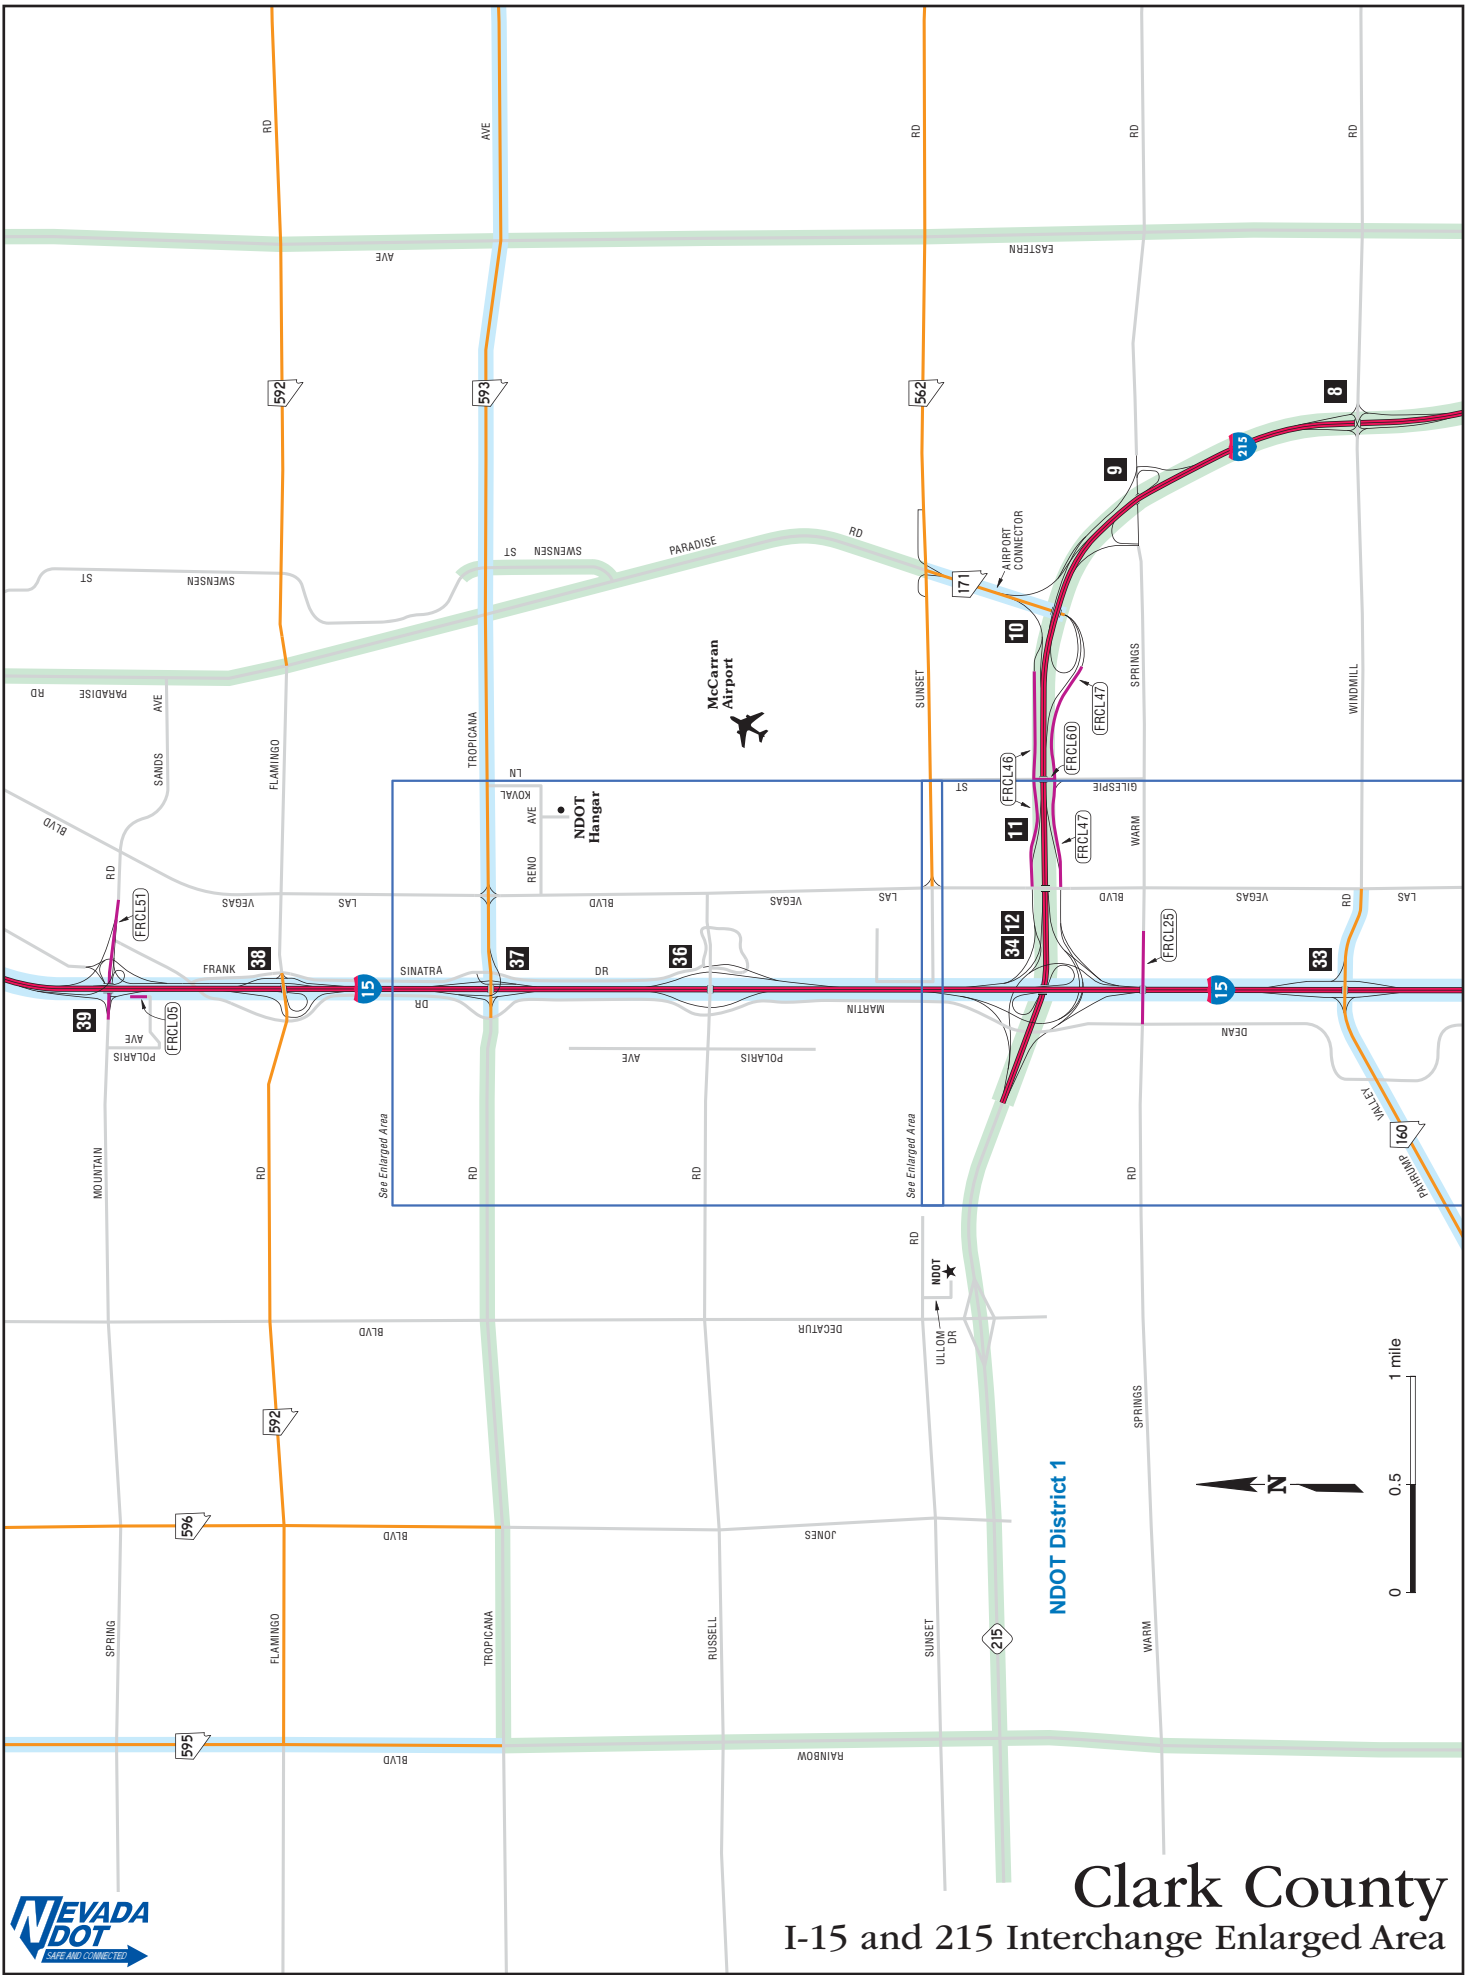 RD
AVE
RD
RD
RD
AVE
EASTERN
592
593
562
8
215
9
SWENSEN
ST
ST
SWENSEN
PARADISE
RD
AIRPORT
CONNECTOR
171
10
RD
PARADISE
AVE
SANDS
FLAMINGO
TROPICANA
McCarran
Airport
SUNSET
SPRINGS
WINDMILL
FRCL47
FRCL60
FRCL46
BLVD
RD
LN
KOVAL
AVE
RENO
NDOT
Hangar
ST
GILESPIE
11
FRCL47
WARM
FRCL51
VEGAS
LAS
BLVD
VEGAS
LAS
BLVD
VEGAS
RD
LAS
38
FRANK
SINATRA
DR
37
36
34
12
FRCL25
33
15
15
39
FRCL05
DR
MARTIN
DEAN
AVE
POLARIS
AVE
POLARIS
VALLEY
160
PAHRUMP
MOUNTAIN
RD
See Enlarged Area
RD
RD
See Enlarged Area
RD
RD
NDOT
ULLOM
DR
BLVD
DECATUR
592
SPRINGS
596
BLVD
JONES
NDOT District 1
N
0
0.5
1 mile
SPRING
FLAMINGO
TROPICANA
RUSSELL
SUNSET
215
WARM
595
BLVD
RAINBOW
NEVADA
DOT
SAFE AND CONNECTED
Clark County
I-15 and 215 Interchange Enlarged Area